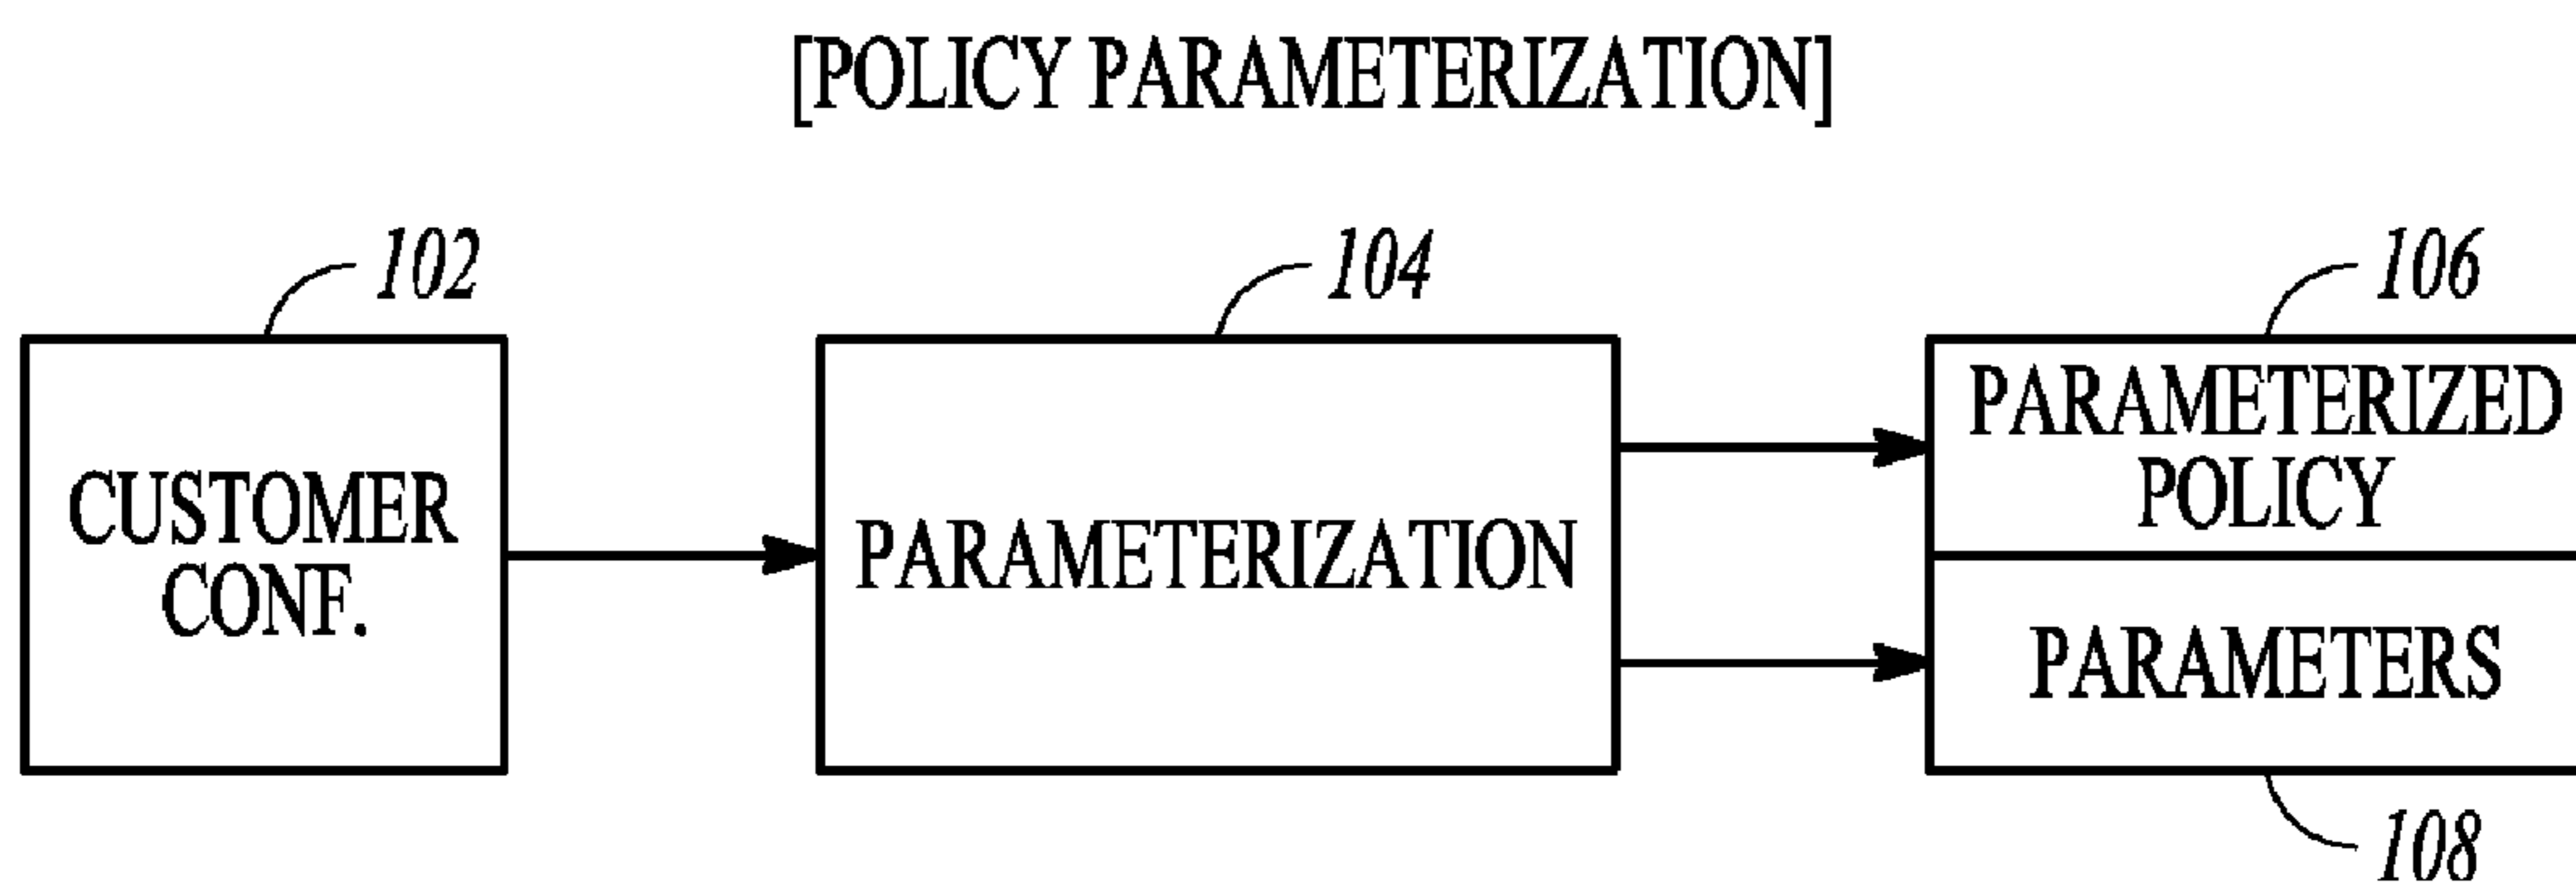 [POLICY PARAMETERIZATION]
102
104
106
CUSTOMER
CONF.
PARAMETERIZATION
PARAMETERIZED
POLICY
PARAMETERS
108